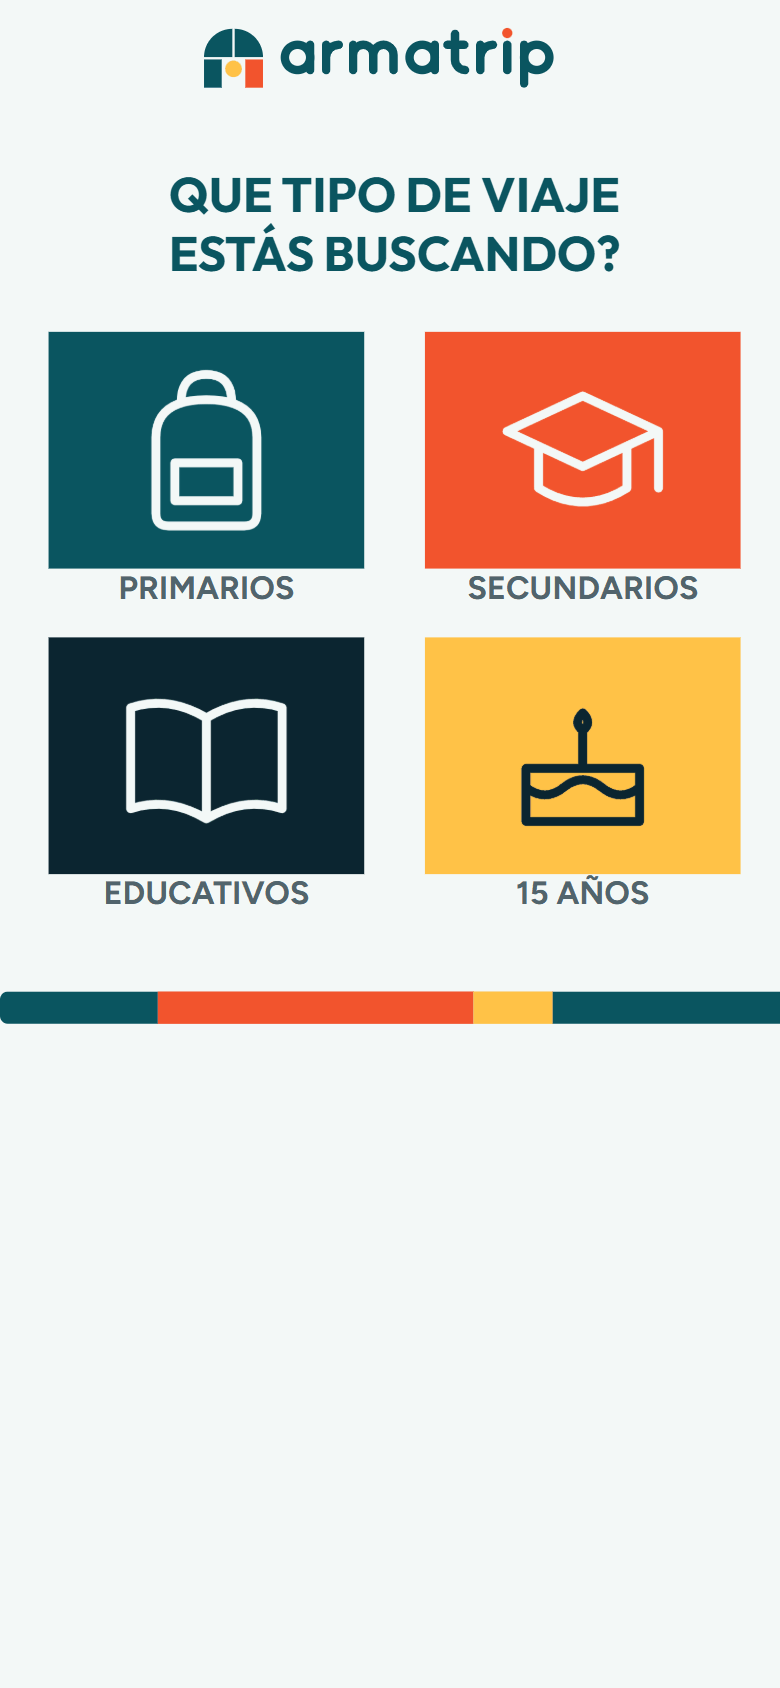 armatrip
QUE TIPO DE VIAJE
ESTÁS BUSCANDO?
PRIMARIOS
SECUNDARIOS
EDUCATIVOS
15 AÑOS